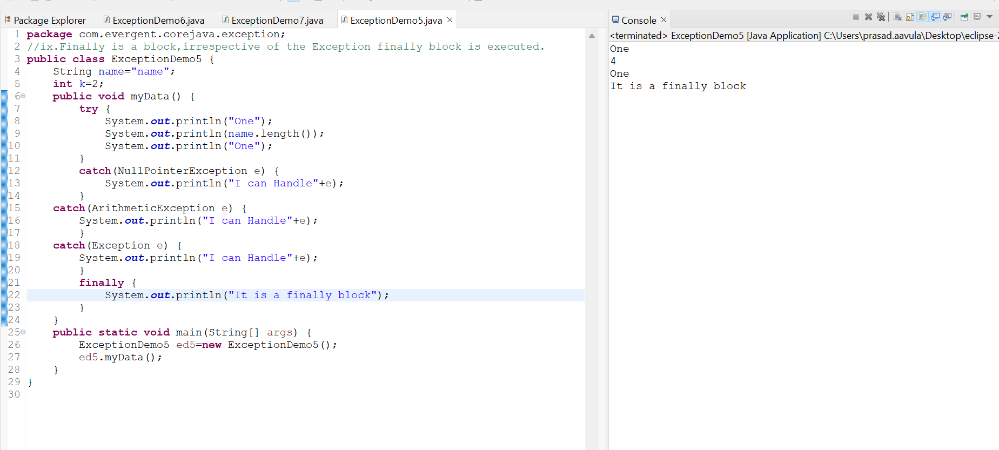 Package Explorer ExceptionDemo6.java ExceptionDemo7.java ExceptionDemo5.java
1 package com.evergent.corejava.exception;
2 //ix.Finally is a block,irrespective of the Exception finally block is executed.
3 public class ExceptionDemo5 {
4     String name="name";
5     int k=2;
6     public void myData() {
7         try {
8             System.out.println("One");
9             System.out.println(name.length());
10             System.out.println("One");
11         }
12         catch(NullPointerException e) {
13             System.out.println("I can Handle"+e);
14         }
15     catch(ArithmeticException e) {
16         System.out.println("I can Handle"+e);
17         }
18     catch(Exception e) {
19         System.out.println("I can Handle"+e);
20         }
21         finally {
22             System.out.println("It is a finally block");
23         }
24     }
25     public static void main(String[] args) {
26         ExceptionDemo5 ed5=new ExceptionDemo5();
27         ed5.myData();
28     }
29 }
30
Console
<terminated> ExceptionDemo5 [Java Application] C:\Users\prasad.aavula\Desktop\eclipse-
One
4
One
It is a finally block